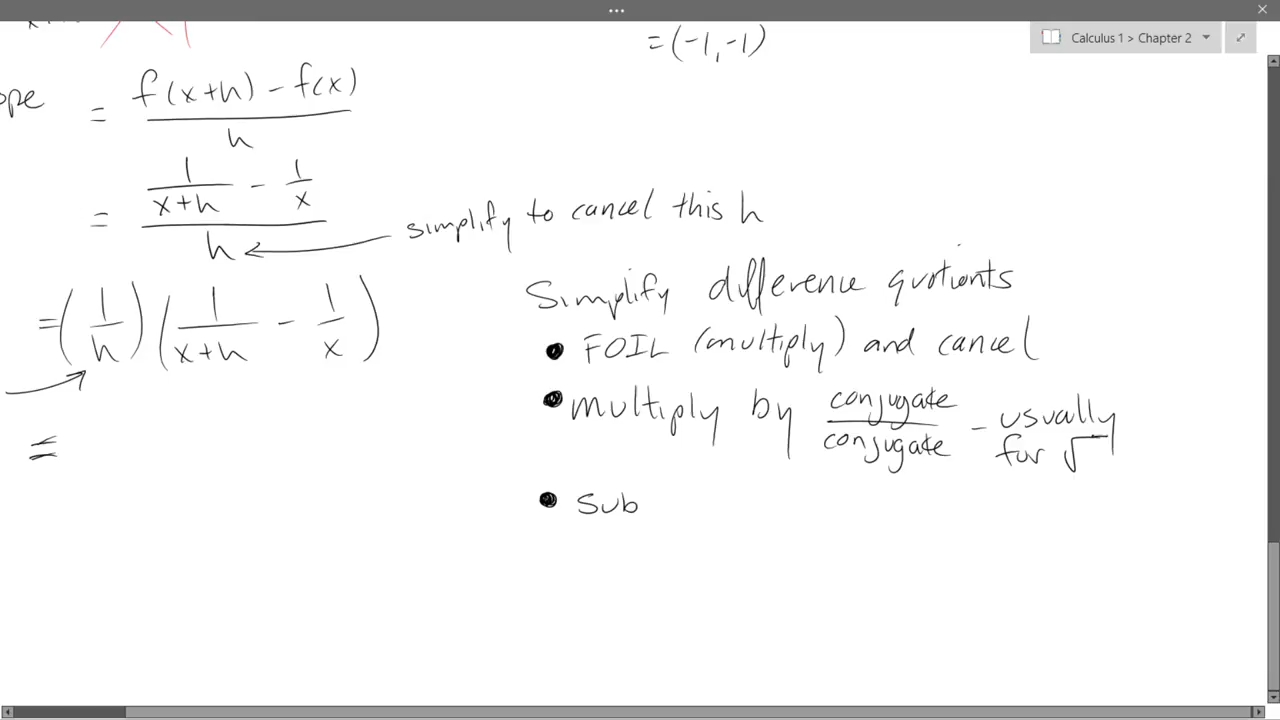 Calculus 1 > Chapter 2
= (-1, -1)
ope = f(x+h) - f(x) / h
= 1/(x+h) - 1/x / h
simplify to cancel this h
= (1/h) (1/(x+h) - 1/x)
=
Simplify difference quotients
• FOIL (multiply) and cancel
• multiply by conjugate/conjugate - usually for √
• Sub